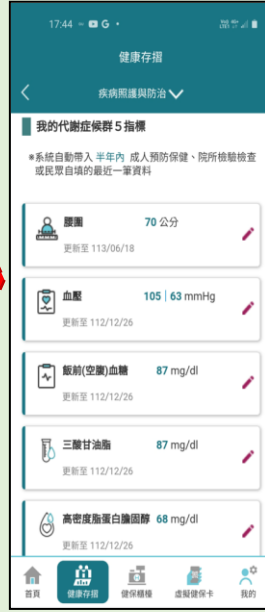 17:44
健康存摺
疾病照護與防治
我的代謝症候群5指標
※系統自動帶入 半年內 成人預防保健、院所檢驗檢查
或民眾自填的最近一筆資料
腰圍 70 公分
更新至 113/06/18
血壓 105 | 63 mmHg
更新至 112/12/26
飯前(空腹)血糖 87 mg/dl
更新至 112/12/26
三酸甘油脂 87 mg/dl
更新至 112/12/26
高密度脂蛋白膽固醇 68 mg/dl
更新至 112/12/26
首頁 健康存摺 健保櫃檯 虛擬健保卡 我的